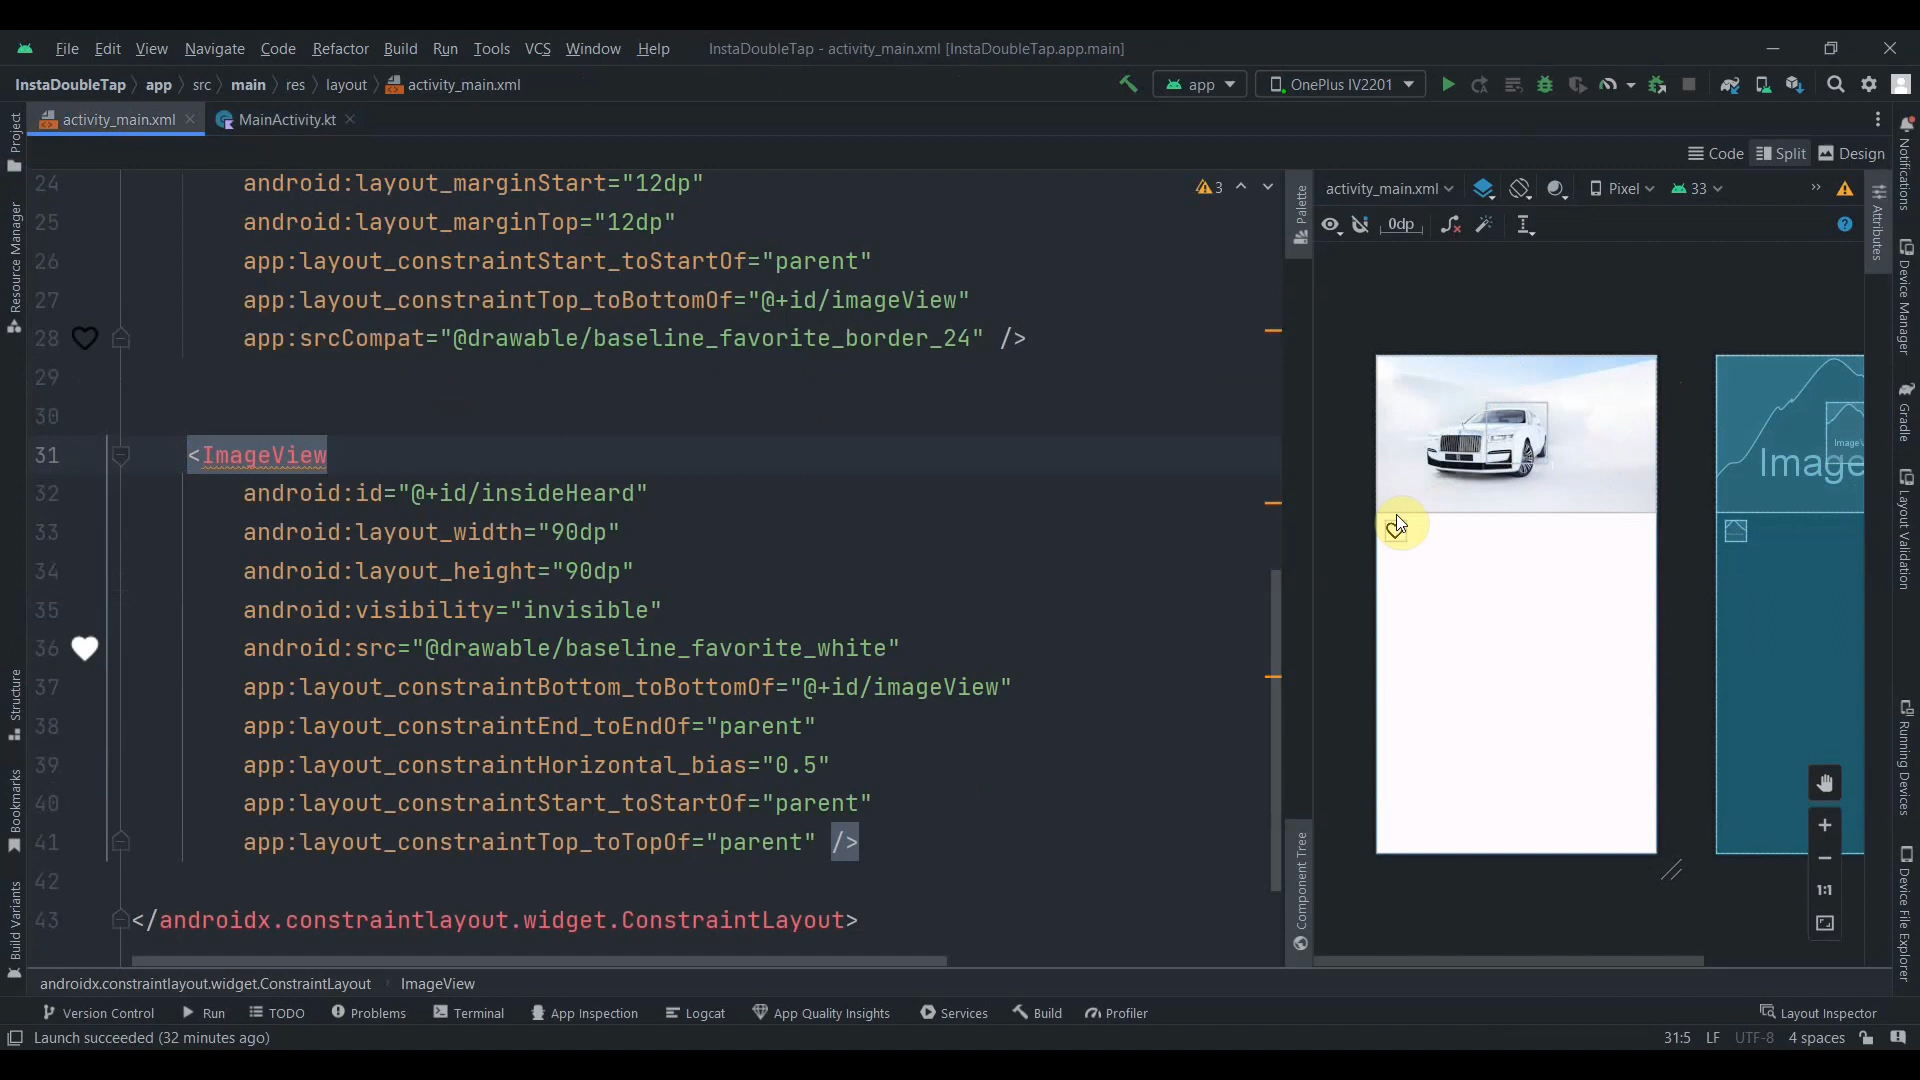 File Edit View Navigate Code Refactor Build Run Tools VCS Window Help InstaDoubleTap - activity_main.xml [InstaDoubleTap.app.main]
InstaDoubleTap app src main res layout activity_main.xml app OnePlus IV2201
activity_main.xml MainActivity.kt
Code Split Design
24 android:layout_marginStart="12dp"
25 android:layout_marginTop="12dp"
26 app:layout_constraintStart_toStartOf="parent"
27 app:layout_constraintTop_toBottomOf="@+id/imageView"
28 app:srcCompat="@drawable/baseline_favorite_border_24" />
29
30
31 <ImageView
32 android:id="@+id/insideHeard"
33 android:layout_width="90dp"
34 android:layout_height="90dp"
35 android:visibility="invisible"
36 android:src="@drawable/baseline_favorite_white"
37 app:layout_constraintBottom_toBottomOf="@+id/imageView"
38 app:layout_constraintEnd_toEndOf="parent"
39 app:layout_constraintHorizontal_bias="0.5"
40 app:layout_constraintStart_toStartOf="parent"
41 app:layout_constraintTop_toTopOf="parent" />
42
43 </androidx.constraintlayout.widget.ConstraintLayout>
3
activity_main.xml Pixel 33
0dp
1:1
Project
Resource Manager
Structure
Bookmarks
Build Variants
Palette
Component Tree
Attributes
Notifications
Device Manager
Gradle
Layout Validation
Running Devices
Device File Explorer
androidx.constraintlayout.widget.ConstraintLayout ImageView
Version Control Run TODO Problems Terminal App Inspection Logcat App Quality Insights Services Build Profiler Layout Inspector
Launch succeeded (32 minutes ago) 31:5 LF UTF-8 4 spaces